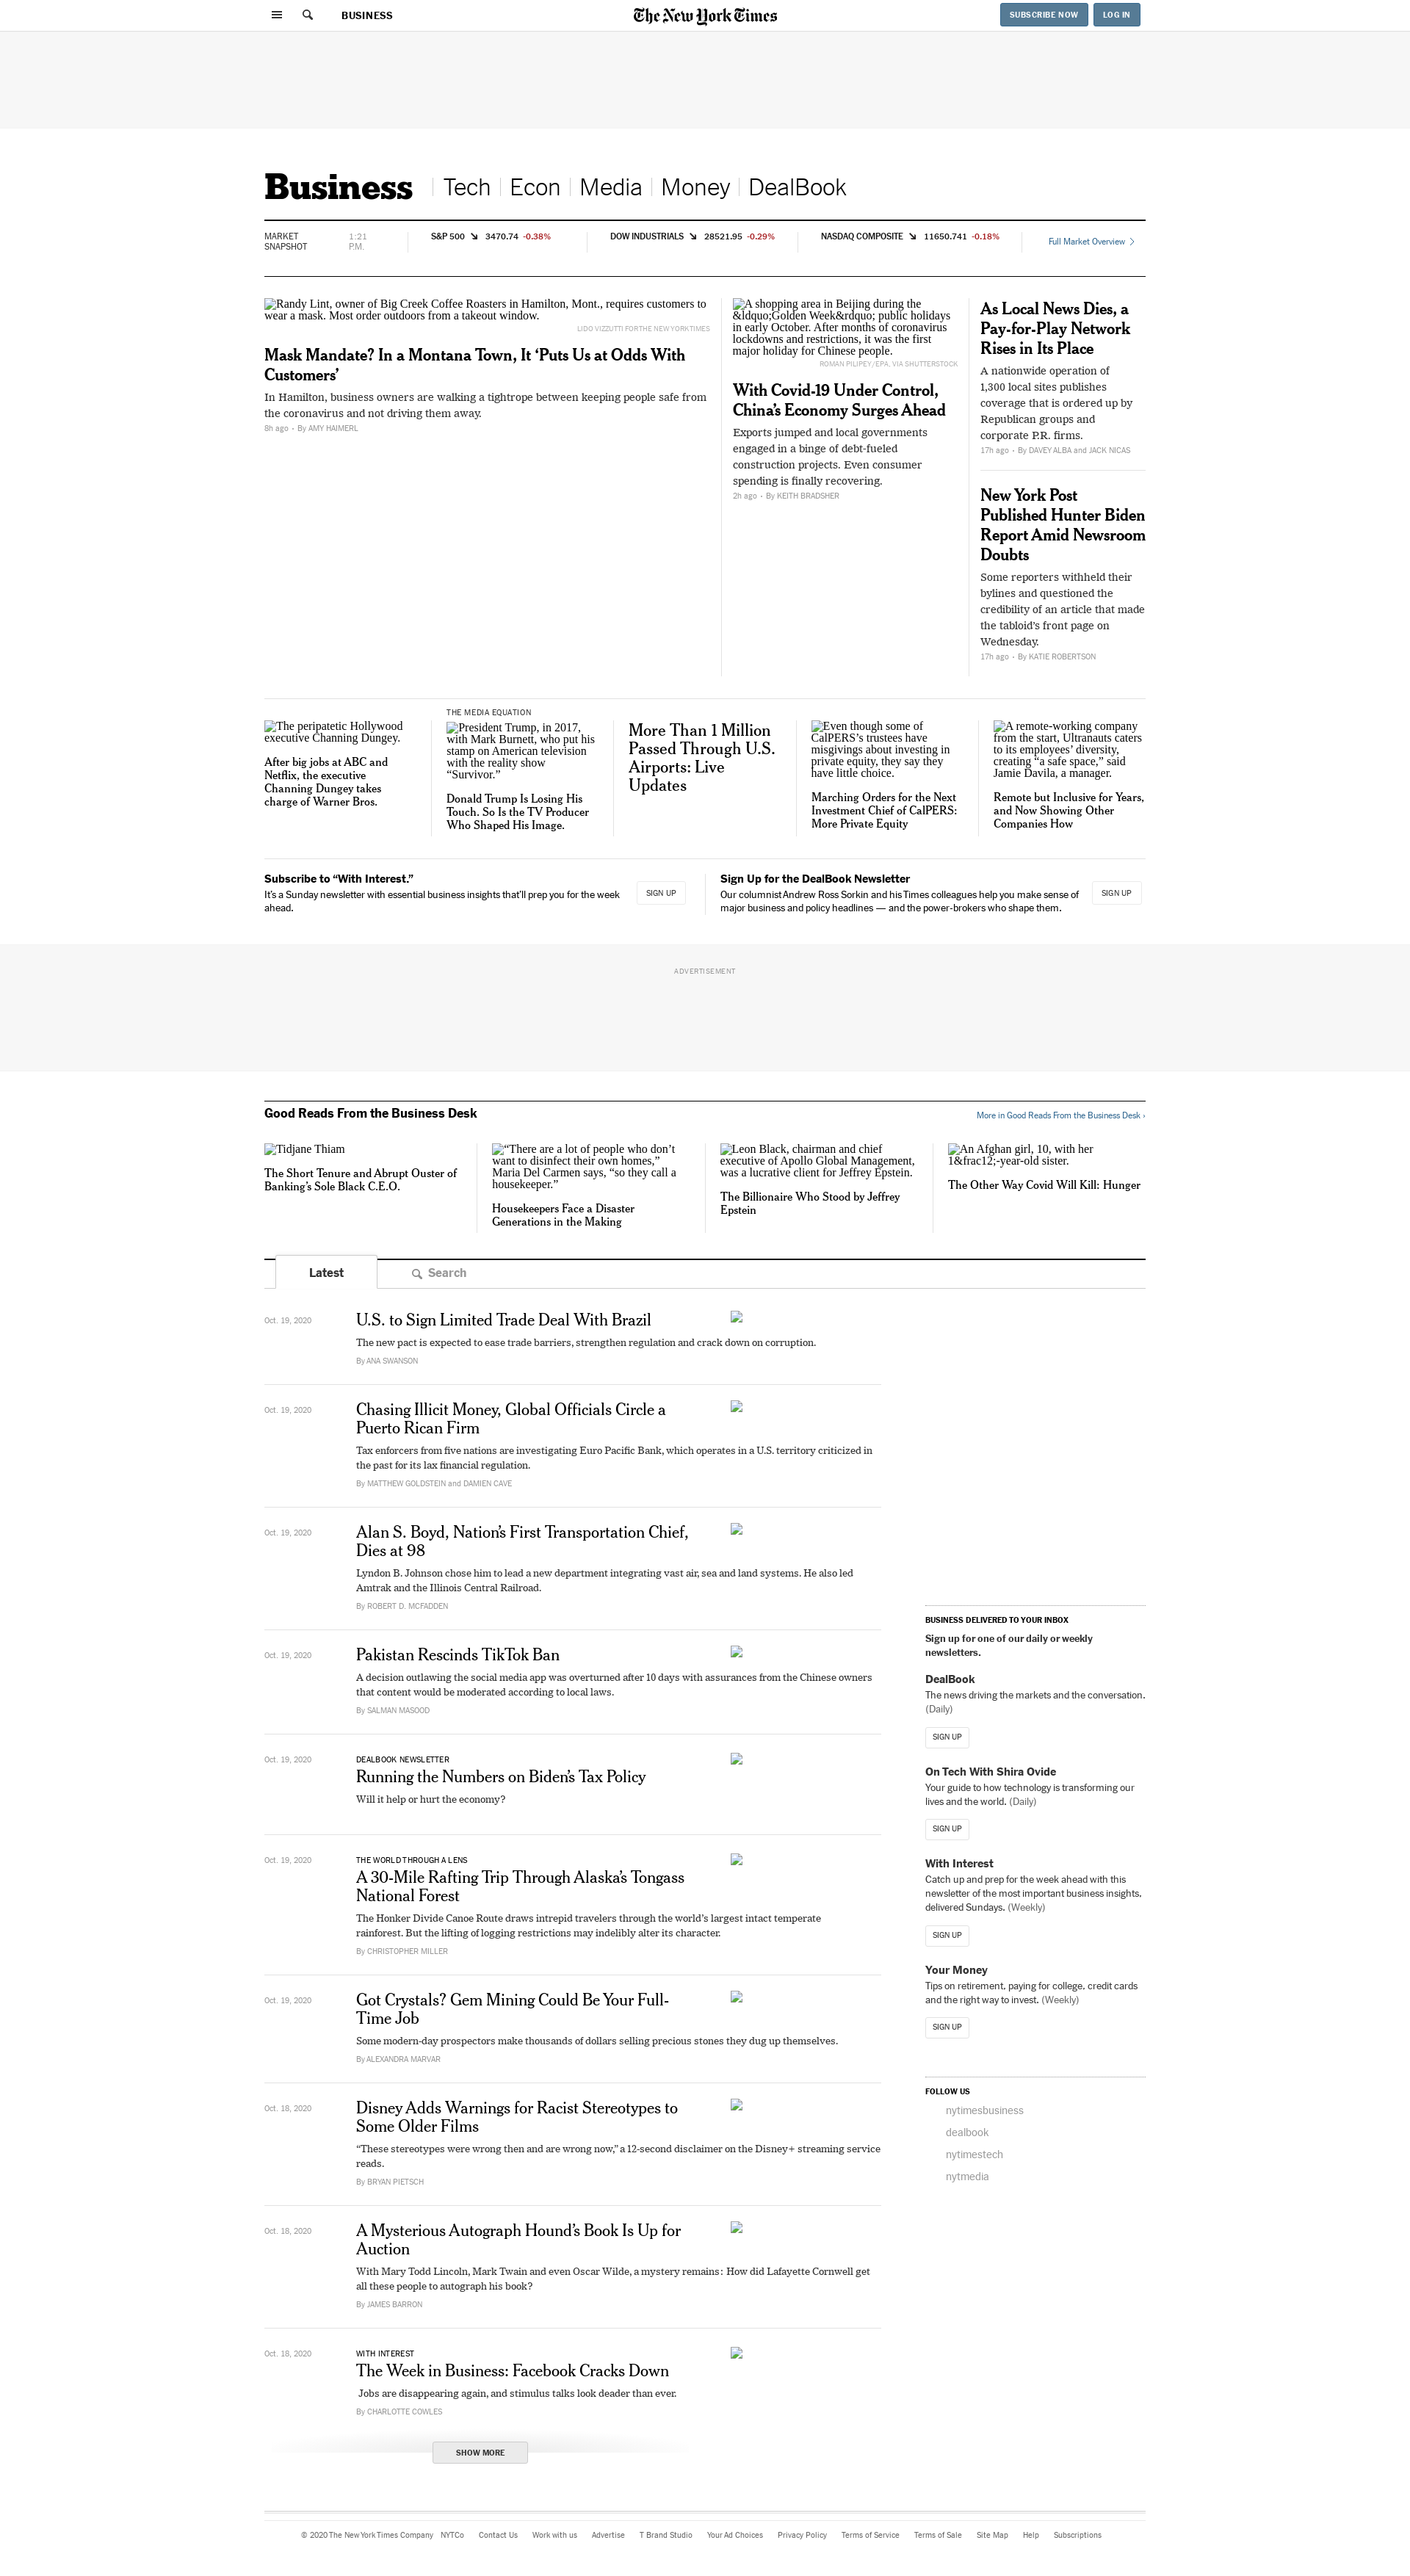 BUSINESS
The New York Times
SUBSCRIBE NOW
LOG IN
Business
Tech
Econ
Media
Money
DealBook
MARKET
SNAPSHOT
1:21
P.M.
S&P 500 3470.74 -0.38%
DOW INDUSTRIALS 28521.95 -0.29%
NASDAQ COMPOSITE 11650.741 -0.18%
Full Market Overview
Randy Lint, owner of Big Creek Coffee Roasters in Hamilton, Mont., requires customers to
wear a mask. Most order outdoors from a takeout window.
LIDO VIZZUTTI FOR THE NEW YORK TIMES
Mask Mandate? In a Montana Town, It ‘Puts Us at Odds With
Customers’
In Hamilton, business owners are walking a tightrope between keeping people safe from
the coronavirus and not driving them away.
8h ago • By AMY HAIMERL
A shopping area in Beijing during the
&ldquo;Golden Week&rdquo; public holidays
in early October. After months of coronavirus
lockdowns and restrictions, it was the first
major holiday for Chinese people.
ROMAN PILIPEY/EPA, VIA SHUTTERSTOCK
With Covid-19 Under Control,
China’s Economy Surges Ahead
Exports jumped and local governments
engaged in a binge of debt-fueled
construction projects. Even consumer
spending is finally recovering.
2h ago • By KEITH BRADSHER
As Local News Dies, a
Pay-for-Play Network
Rises in Its Place
A nationwide operation of
1,300 local sites publishes
coverage that is ordered up by
Republican groups and
corporate P.R. firms.
17h ago • By DAVEY ALBA and JACK NICAS
New York Post
Published Hunter Biden
Report Amid Newsroom
Doubts
Some reporters withheld their
bylines and questioned the
credibility of an article that made
the tabloid’s front page on
Wednesday.
17h ago • By KATIE ROBERTSON
The peripatetic Hollywood
executive Channing Dungey.
After big jobs at ABC and
Netflix, the executive
Channing Dungey takes
charge of Warner Bros.
THE MEDIA EQUATION
President Trump, in 2017,
with Mark Burnett, who put his
stamp on American television
with the reality show
“Survivor.”
Donald Trump Is Losing His
Touch. So Is the TV Producer
Who Shaped His Image.
More Than 1 Million
Passed Through U.S.
Airports: Live
Updates
Even though some of
CalPERS’s trustees have
misgivings about investing in
private equity, they say they
have little choice.
Marching Orders for the Next
Investment Chief of CalPERS:
More Private Equity
A remote-working company
from the start, Ultranauts caters
to its employees’ diversity,
creating “a safe space,” said
Jamie Davila, a manager.
Remote but Inclusive for Years,
and Now Showing Other
Companies How
Subscribe to “With Interest.”
It’s a Sunday newsletter with essential business insights that’ll prep you for the week
ahead.
SIGN UP
Sign Up for the DealBook Newsletter
Our columnist Andrew Ross Sorkin and his Times colleagues help you make sense of
major business and policy headlines — and the power-brokers who shape them.
SIGN UP
ADVERTISEMENT
Good Reads From the Business Desk
More in Good Reads From the Business Desk ›
Tidjane Thiam
The Short Tenure and Abrupt Ouster of
Banking’s Sole Black C.E.O.
“There are a lot of people who don’t
want to disinfect their own homes,”
Maria Del Carmen says, “so they call a
housekeeper.”
Housekeepers Face a Disaster
Generations in the Making
Leon Black, chairman and chief
executive of Apollo Global Management,
was a lucrative client for Jeffrey Epstein.
The Billionaire Who Stood by Jeffrey
Epstein
An Afghan girl, 10, with her
1&frac12;-year-old sister.
The Other Way Covid Will Kill: Hunger
Latest
Search
Oct. 19, 2020
U.S. to Sign Limited Trade Deal With Brazil
The new pact is expected to ease trade barriers, strengthen regulation and crack down on corruption.
By ANA SWANSON
Oct. 19, 2020
Chasing Illicit Money, Global Officials Circle a
Puerto Rican Firm
Tax enforcers from five nations are investigating Euro Pacific Bank, which operates in a U.S. territory criticized in
the past for its lax financial regulation.
By MATTHEW GOLDSTEIN and DAMIEN CAVE
Oct. 19, 2020
Alan S. Boyd, Nation’s First Transportation Chief,
Dies at 98
Lyndon B. Johnson chose him to lead a new department integrating vast air, sea and land systems. He also led
Amtrak and the Illinois Central Railroad.
By ROBERT D. MCFADDEN
Oct. 19, 2020
Pakistan Rescinds TikTok Ban
A decision outlawing the social media app was overturned after 10 days with assurances from the Chinese owners
that content would be moderated according to local laws.
By SALMAN MASOOD
Oct. 19, 2020
DEALBOOK NEWSLETTER
Running the Numbers on Biden’s Tax Policy
Will it help or hurt the economy?
Oct. 19, 2020
THE WORLD THROUGH A LENS
A 30-Mile Rafting Trip Through Alaska’s Tongass
National Forest
The Honker Divide Canoe Route draws intrepid travelers through the world’s largest intact temperate
rainforest. But the lifting of logging restrictions may indelibly alter its character.
By CHRISTOPHER MILLER
Oct. 19, 2020
Got Crystals? Gem Mining Could Be Your Full-
Time Job
Some modern-day prospectors make thousands of dollars selling precious stones they dug up themselves.
By ALEXANDRA MARVAR
Oct. 18, 2020
Disney Adds Warnings for Racist Stereotypes to
Some Older Films
“These stereotypes were wrong then and are wrong now,” a 12-second disclaimer on the Disney+ streaming service
reads.
By BRYAN PIETSCH
Oct. 18, 2020
A Mysterious Autograph Hound’s Book Is Up for
Auction
With Mary Todd Lincoln, Mark Twain and even Oscar Wilde, a mystery remains: How did Lafayette Cornwell get
all these people to autograph his book?
By JAMES BARRON
Oct. 18, 2020
WITH INTEREST
The Week in Business: Facebook Cracks Down
Jobs are disappearing again, and stimulus talks look deader than ever.
By CHARLOTTE COWLES
SHOW MORE
BUSINESS DELIVERED TO YOUR INBOX
Sign up for one of our daily or weekly
newsletters.
DealBook
The news driving the markets and the conversation.
(Daily)
SIGN UP
On Tech With Shira Ovide
Your guide to how technology is transforming our
lives and the world. (Daily)
SIGN UP
With Interest
Catch up and prep for the week ahead with this
newsletter of the most important business insights,
delivered Sundays. (Weekly)
SIGN UP
Your Money
Tips on retirement, paying for college, credit cards
and the right way to invest. (Weekly)
SIGN UP
FOLLOW US
nytimesbusiness
dealbook
nytimestech
nytmedia
© 2020 The New York Times Company NYTCo Contact Us Work with us Advertise T Brand Studio Your Ad Choices Privacy Policy Terms of Service Terms of Sale Site Map Help Subscriptions